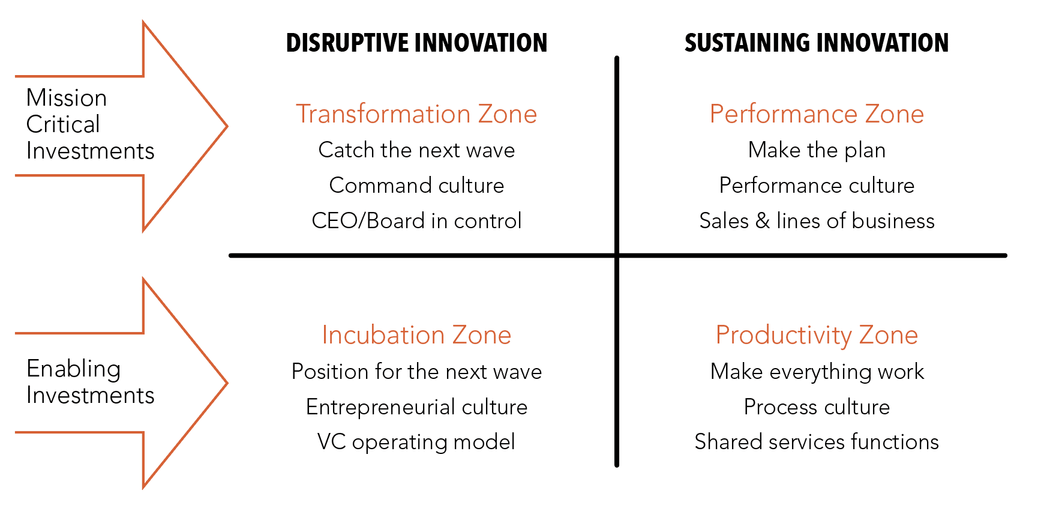 DISRUPTIVE INNOVATION
SUSTAINING INNOVATION
Mission
Critical
Investments
Transformation Zone
Catch the next wave
Command culture
CEO/Board in control
Performance Zone
Make the plan
Performance culture
Sales & lines of business
Enabling
Investments
Incubation Zone
Position for the next wave
Entrepreneurial culture
VC operating model
Productivity Zone
Make everything work
Process culture
Shared services functions